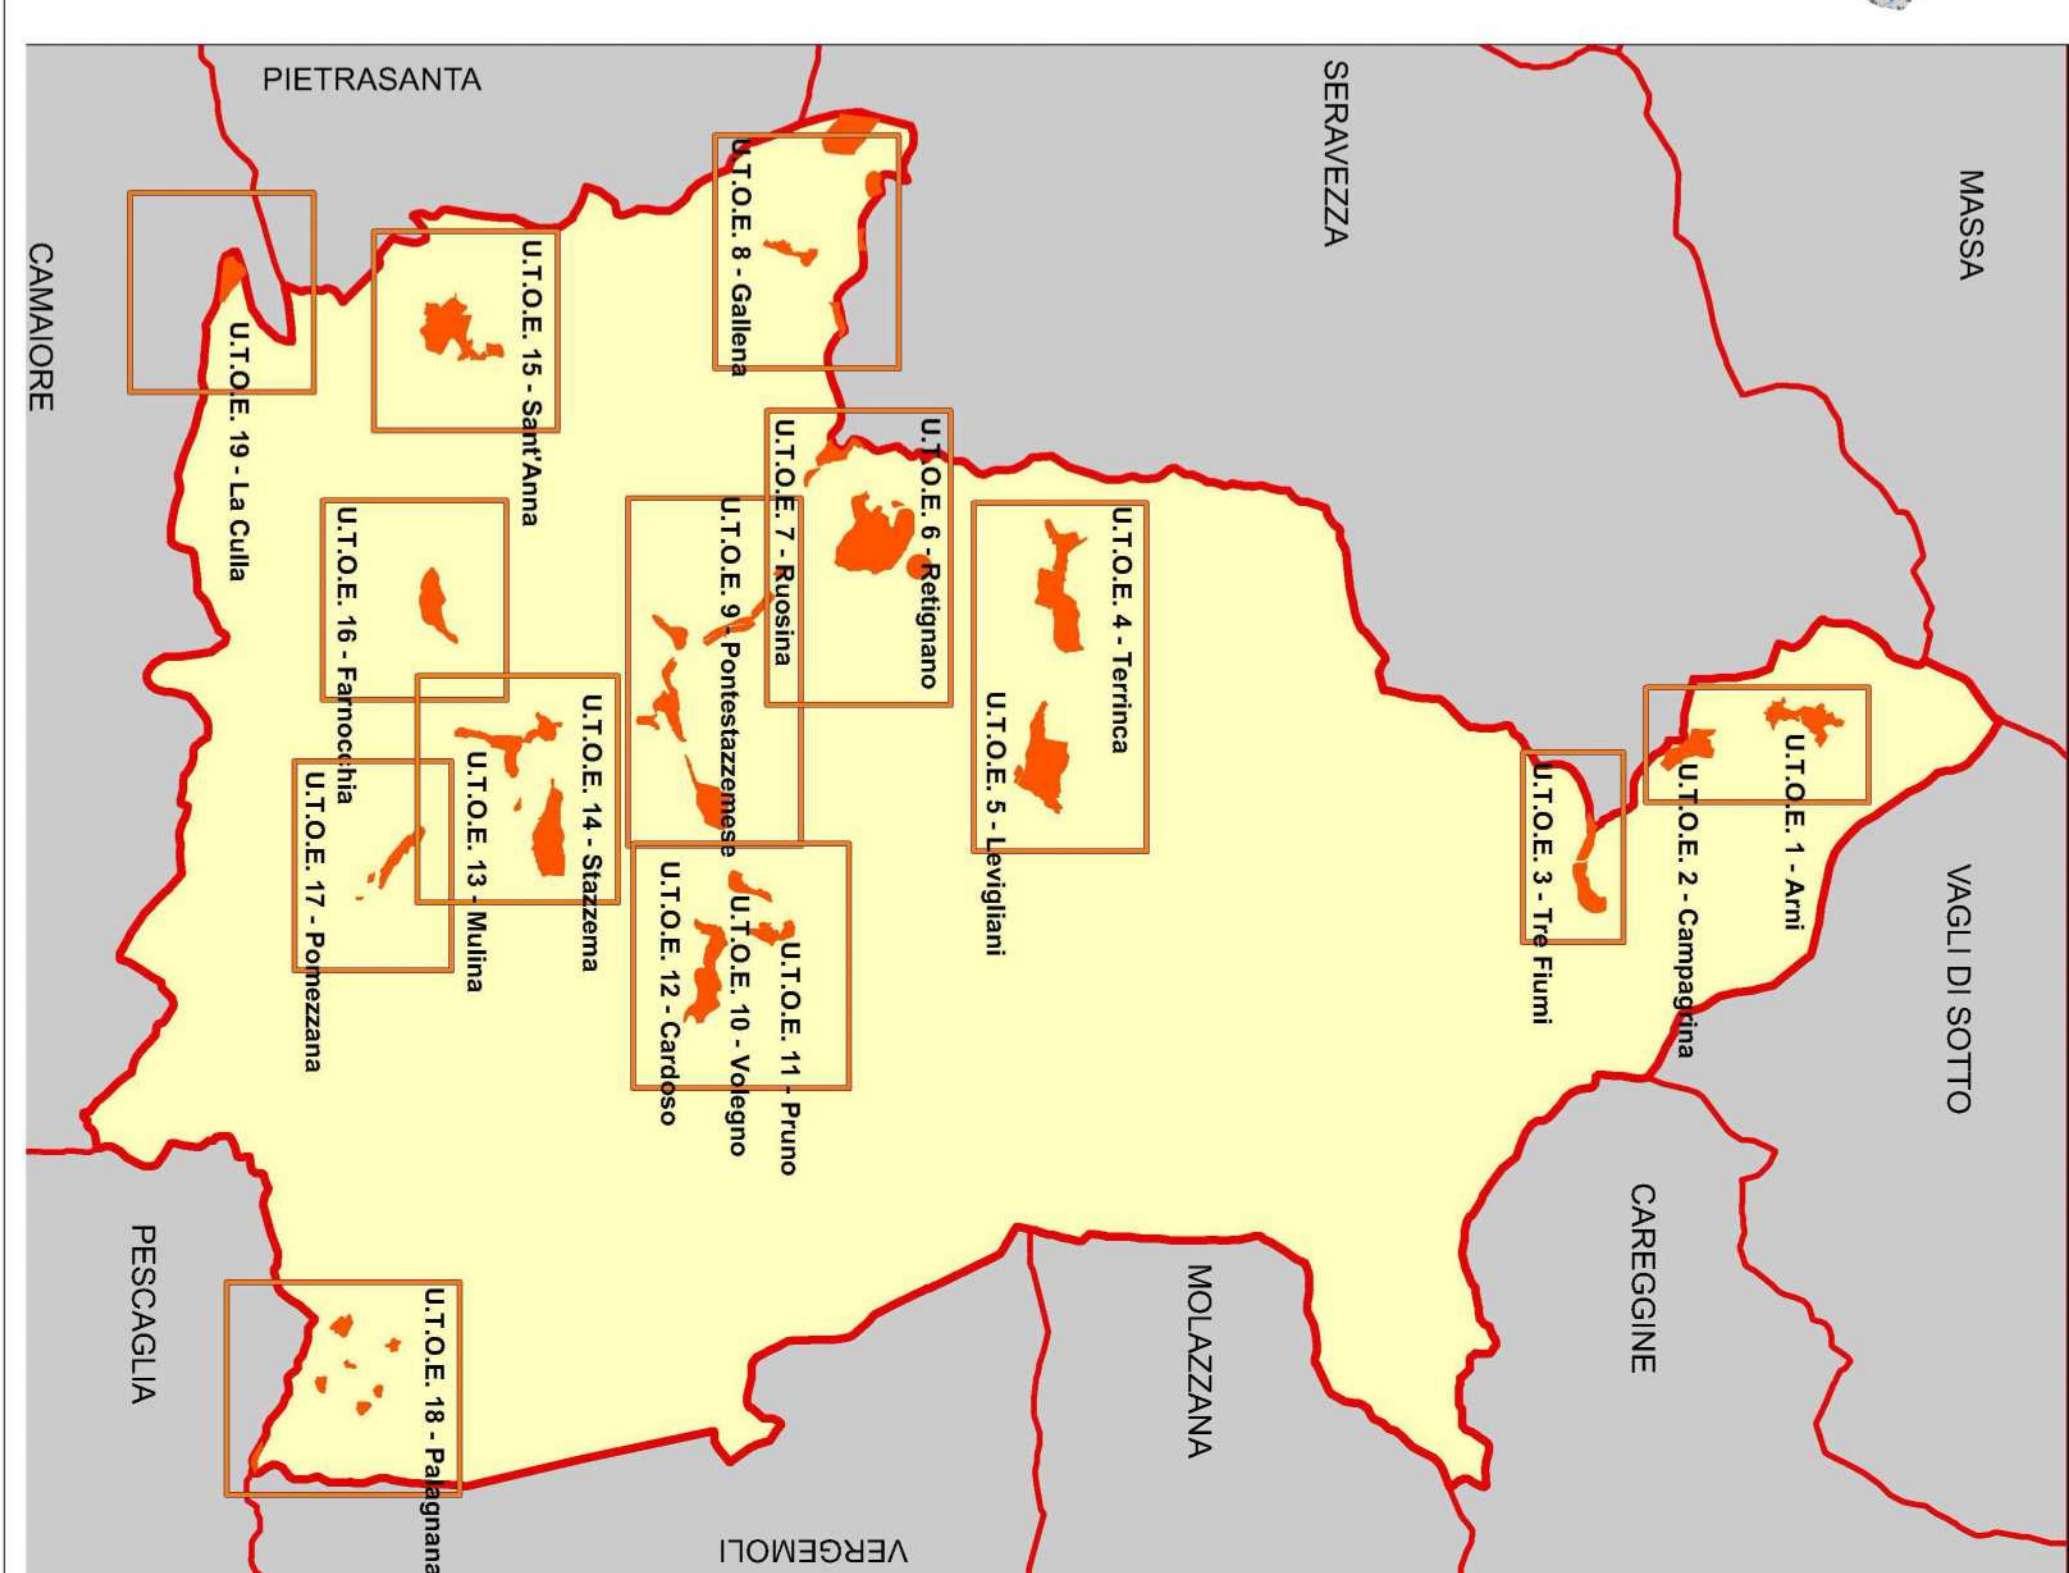 PIETRASANTA
SERAVEZZA
MASSA
CAMAIORE
VAGLI DI SOTTO
CAREGGINE
MOLAZZANA
VERGEMOLI
PESCAGLIA
U.T.O.E. 1 - Arni
U.T.O.E. 2 - Campagrina
U.T.O.E. 3 - Tre Fiumi
U.T.O.E. 4 - Terrinca
U.T.O.E. 5 - Levigliani
U.T.O.E. 6 - Retignano
U.T.O.E. 7 - Ruosina
U.T.O.E. 8 - Gallena
U.T.O.E. 9 - Pontestazzemese
U.T.O.E. 10 - Volegno
U.T.O.E. 11 - Pruno
U.T.O.E. 12 - Cardoso
U.T.O.E. 13 - Mulina
U.T.O.E. 14 - Stazzema
U.T.O.E. 15 - Sant'Anna
U.T.O.E. 16 - Farnocchia
U.T.O.E. 17 - Pomezzana
U.T.O.E. 18 - Palagnana
U.T.O.E. 19 - La Culla